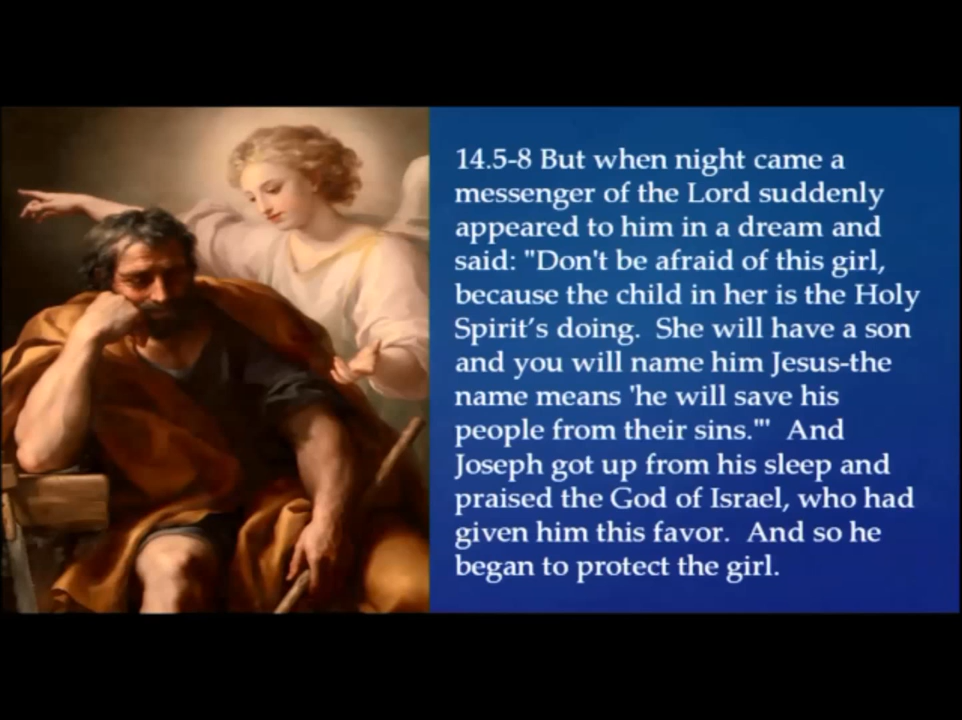 14.5-8 But when night came a
messenger of the Lord suddenly
appeared to him in a dream and
said: "Don't be afraid of this girl,
because the child in her is the Holy
Spirit’s doing.  She will have a son
and you will name him Jesus-the
name means 'he will save his
people from their sins.'"  And
Joseph got up from his sleep and
praised the God of Israel, who had
given him this favor.  And so he
began to protect the girl.